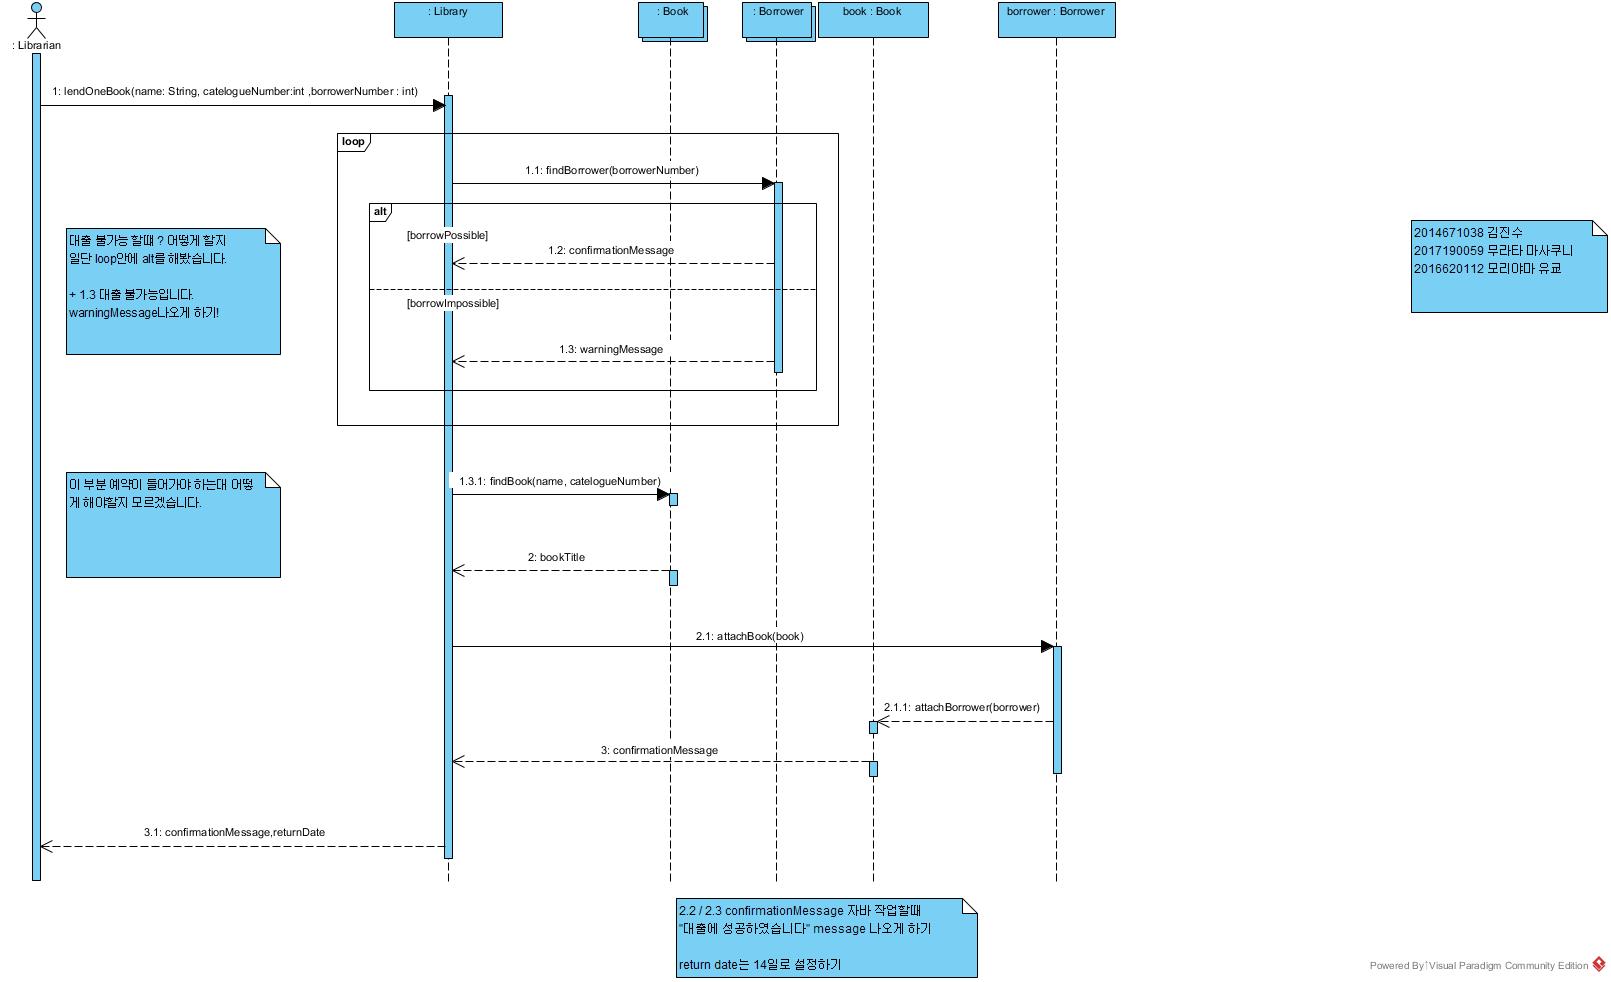 : Librarian
: Library
: Book
: Borrower
book : Book
borrower : Borrower
1: lendOneBook(name: String, catelogueNumber:int ,borrowerNumber : int)
loop
1.1: findBorrower(borrowerNumber)
alt
[borrowPossible]
1.2: confirmationMessage
[borrowImpossible]
1.3: warningMessage
대출 불가능 할떄 ? 어떻게 할지
일단 loop안에 alt를 해봤습니다.
+ 1.3 대출 불가능입니다.
warningMessage나오게 하기!
2014671038 김진수
2017190059 무라타 마사쿠니
2016620112 모리야마 유쿄
1.3.1: findBook(name, catelogueNumber)
이 부분 예약이 들어가야 하는대 어떻
게 해야할지 모르겠습니다.
2: bookTitle
2.1: attachBook(book)
2.1.1: attachBorrower(borrower)
3: confirmationMessage
3.1: confirmationMessage,returnDate
2.2 / 2.3 confirmationMessage 자바 작업할때
"대출에 성공하였습니다" message 나오게 하기
return date는 14일로 설정하기
Powered By Visual Paradigm Community Edition